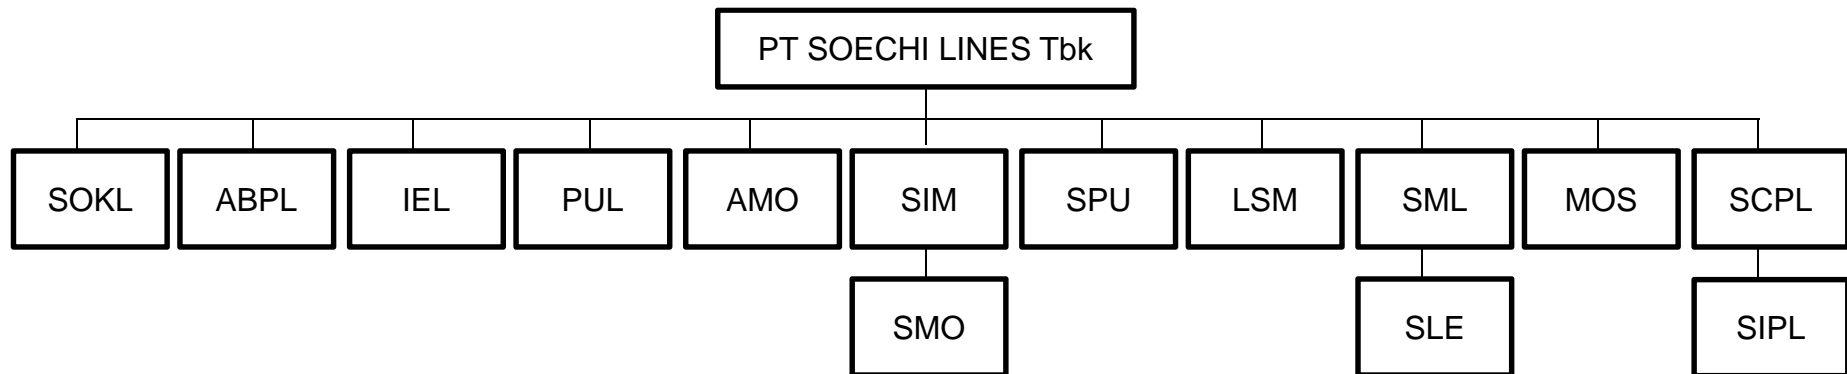 PT SOECHI LINES Tbk
SOKL
ABPL
IEL
PUL
AMO
SIM
SPU
LSM
SML
MOS
SCPL
SMO
SLE
SIPL